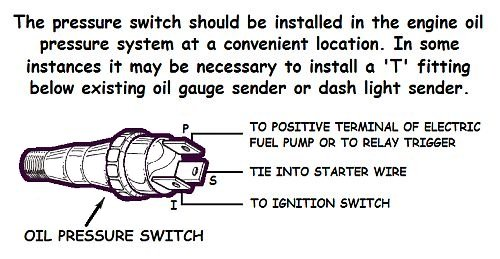 The pressure switch should be installed in the engine oil
pressure system at a convenient location. In some
instances it may be necessary to install a 'T' fitting
below existing oil gauge sender or dash light sender.
P
TO POSITIVE TERMINAL OF ELECTRIC
FUEL PUMP OR TO RELAY TRIGGER
S
TIE INTO STARTER WIRE
I
TO IGNITION SWITCH
OIL PRESSURE SWITCH